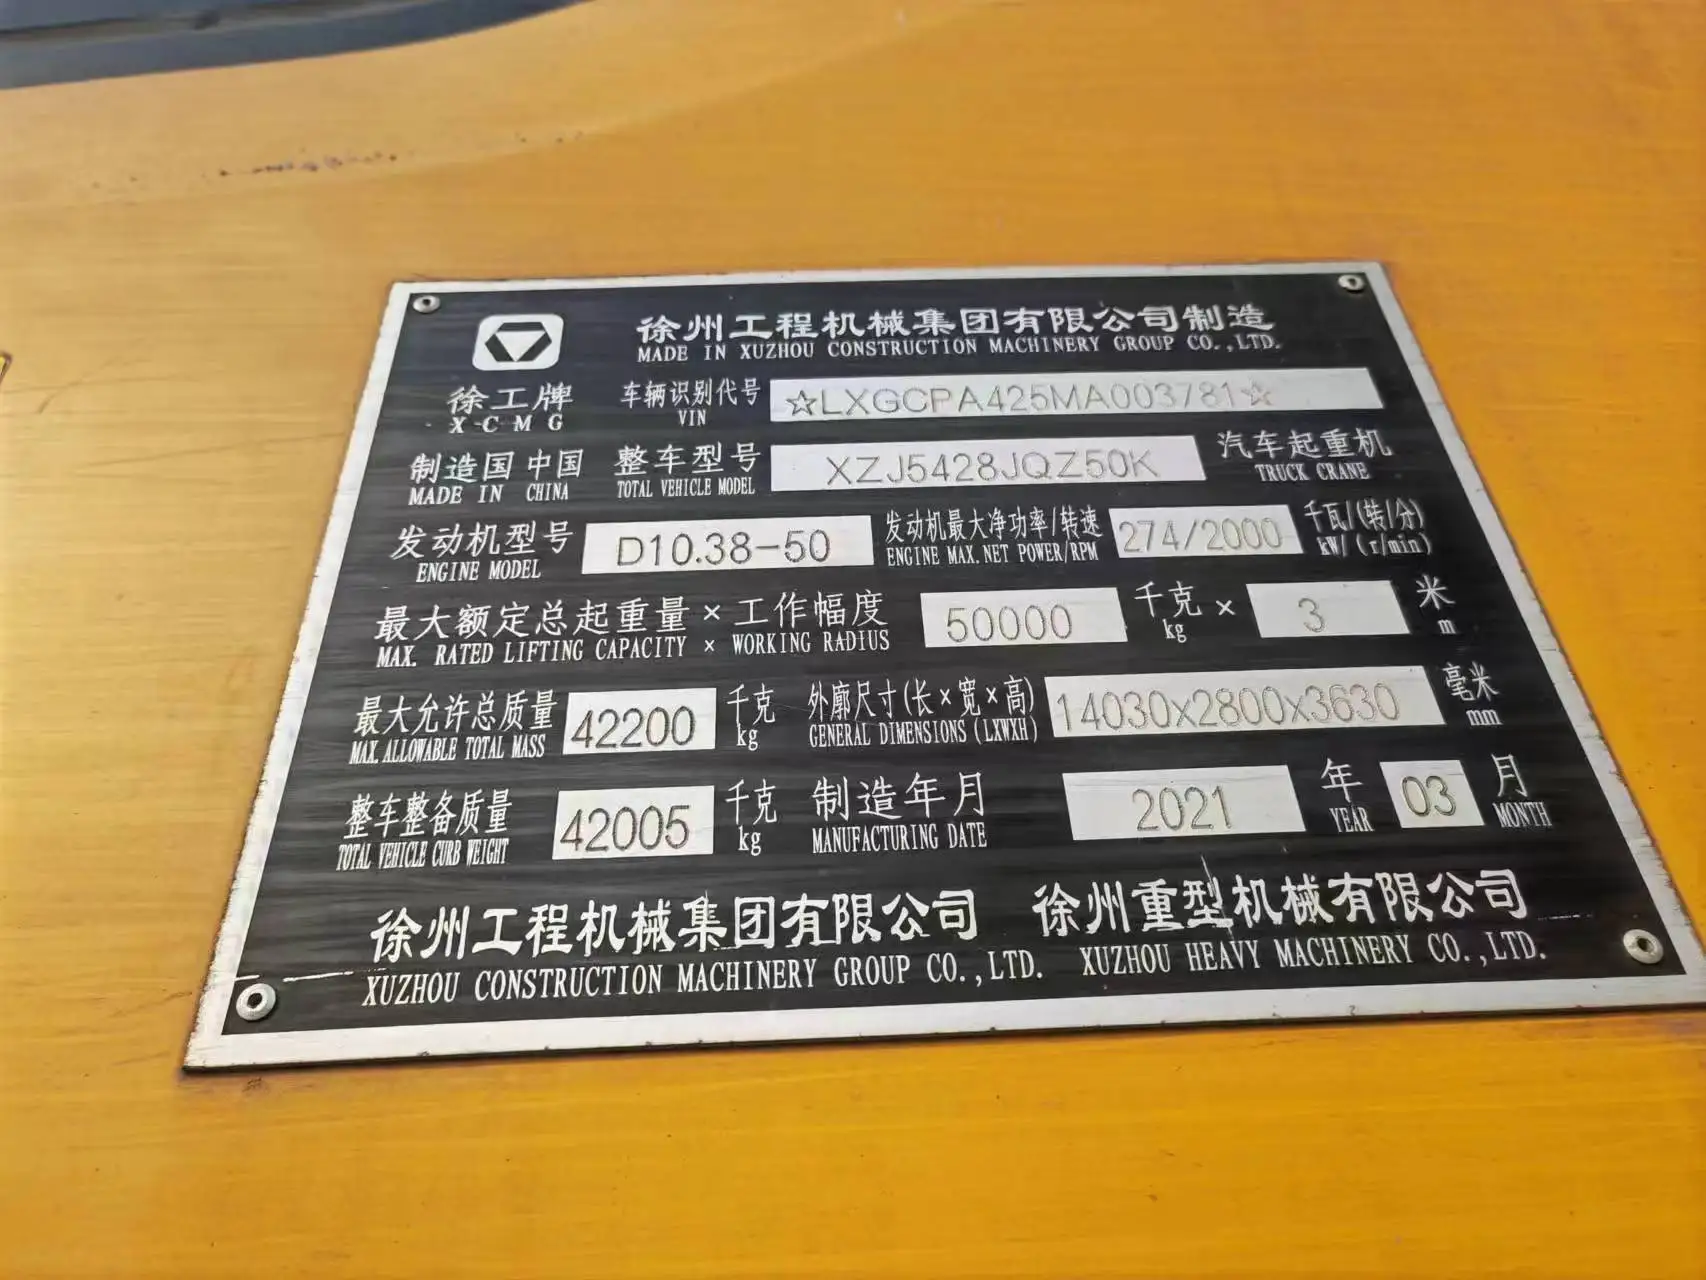 徐州工程机械集团有限公司制造
MADE IN XUZHOU CONSTRUCTION MACHINERY GROUP CO.,LTD.
徐工牌 车辆识别代号 ☆LXGCPA425MA003781☆
XCMG VIN
制造国 中国 整车型号 XZJ5428JQZ50K 汽车起重机
MADE IN CHINA TOTAL VEHICLE MODEL TRUCK CRANE
发动机型号 D10.38-50 发动机最大净功率/转速 274/2000 千瓦/(转/分)
ENGINE MODEL ENGINE MAX.NET POWER/RPM kW/(r/min)
最大额定总起重量×工作幅度 50000 千克 × 3 米
MAX. RATED LIFTING CAPACITY × WORKING RADIUS kg m
最大允许总质量 42200 千克 外廓尺寸(长×宽×高) 14030x2800x3630 毫米
MAX.ALLOWABLE TOTAL MASS kg GENERAL DIMENSIONS(LXWXH) mm
整车整备质量 42005 千克 制造年月 2021 年 03 月
TOTAL VEHICLE CURB WEIGHT kg MANUFACTURING DATE YEAR MONTH
徐州工程机械集团有限公司 徐州重型机械有限公司
XUZHOU CONSTRUCTION MACHINERY GROUP CO.,LTD. XUZHOU HEAVY MACHINERY CO.,LTD.